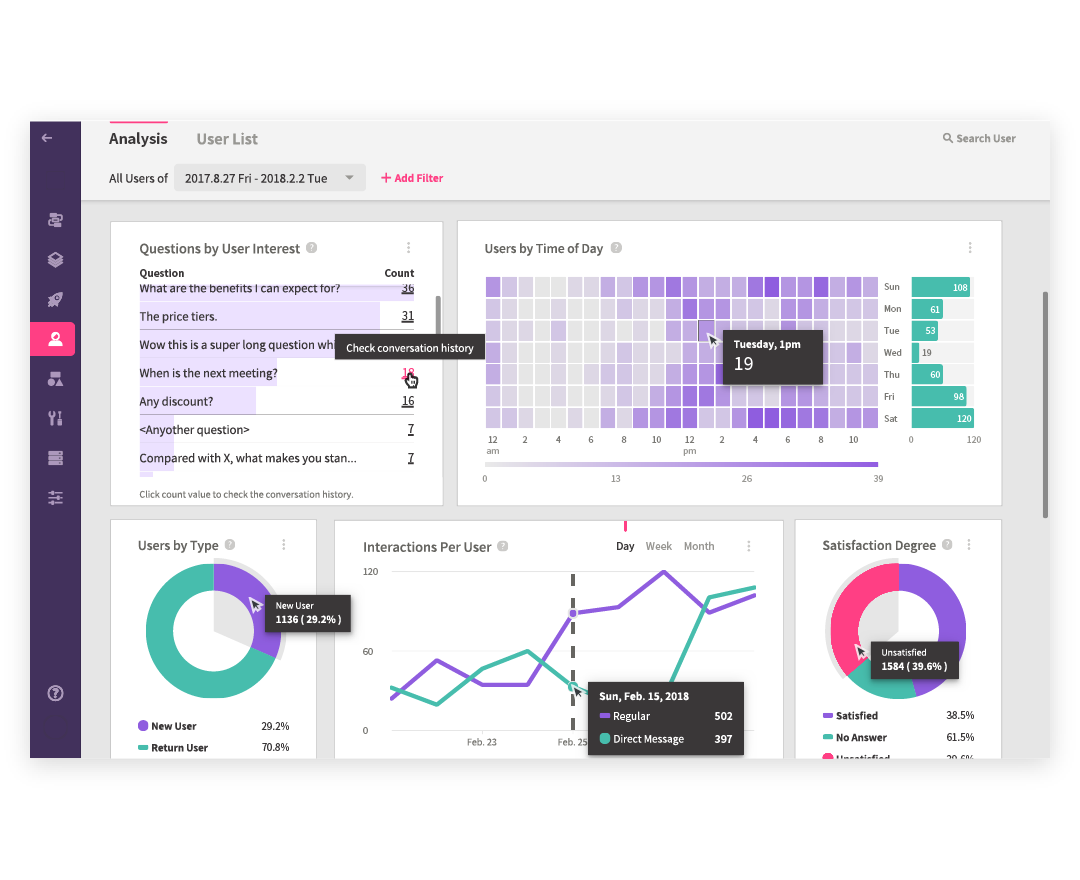 Analysis
User List
Search User
All Users of
2017.8.27 Fri - 2018.2.2 Tue
Add Filter
Questions by User Interest ?
Question Count
What are the benefits I can expect for? 36
The price tiers. 31
Wow this is a super long question whi
Check conversation history
When is the next meeting? 18
Any discount? 16
<Anyother question> 7
Compared with X, what makes you stan... 7
Click count value to check the conversation history.
Users by Time of Day ?
Sun 108
Mon 61
Tue 53
Wed 19
Thu 60
Fri 98
Sat 120
Tuesday, 1pm
19
12 2 4 6 8 10 12 2 4 6 8 10
am pm
0 120
0 13 26 39
Users by Type ?
New User
1136 ( 29.2% )
New User 29.2%
Return User 70.8%
Interactions Per User ?
Day Week Month
120
60
0
Feb. 23
Feb. 25
Sun, Feb. 15, 2018
Regular 502
Direct Message 397
Satisfaction Degree ?
Unsatisfied
1584 ( 39.6% )
Satisfied 38.5%
No Answer 61.5%
Unsatisfied 39.6%